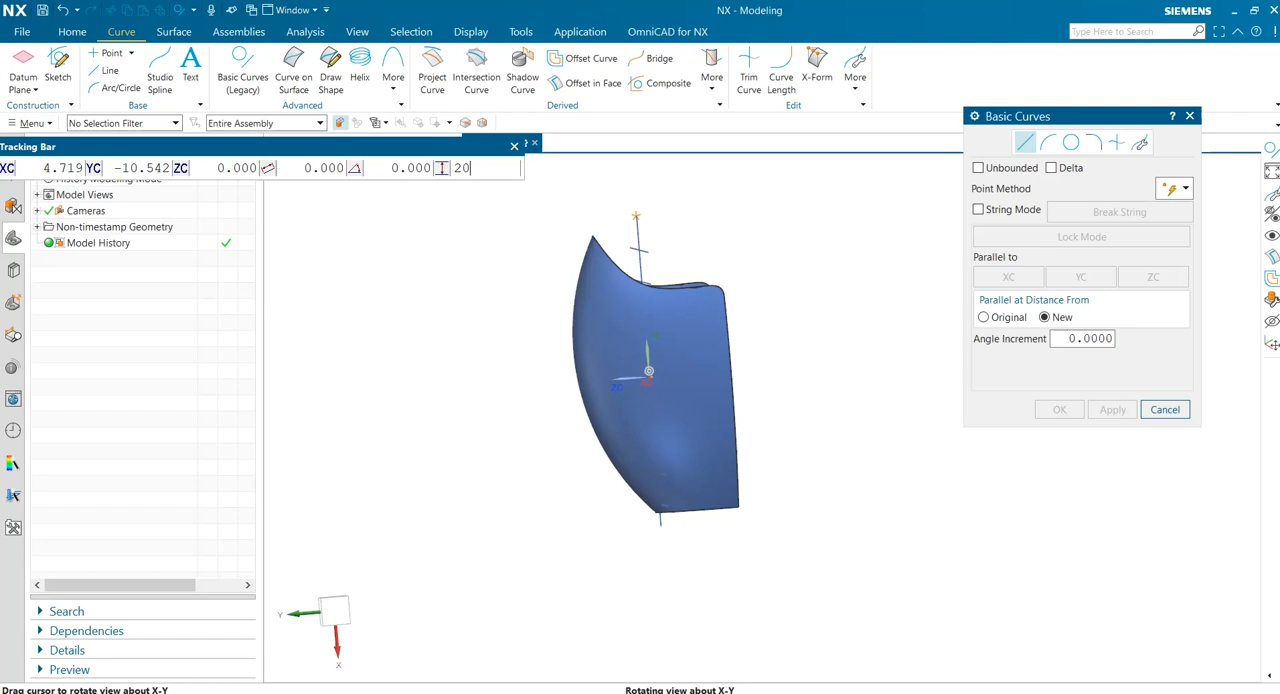 NX
Window
NX - Modeling
SIEMENS
File
Home
Curve
Surface
Assemblies
Analysis
View
Selection
Display
Tools
Application
OmniCAD for NX
Type Here to Search
Datum Plane
Sketch
Point
Line
Arc/Circle
Studio Spline
Text
Basic Curves (Legacy)
Curve on Surface
Draw Shape
Helix
More
Project Curve
Intersection Curve
Shadow Curve
Offset Curve
Offset in Face
Bridge
Composite
More
Trim Curve
Curve Length
X-Form
More
Construction
Base
Advanced
Derived
Edit
Menu
No Selection Filter
Entire Assembly
Tracking Bar
XC 4.719 YC -10.542 ZC 0.000 0.000 0.000 20
History Modeling Mode
Model Views
Cameras
Non-timestamp Geometry
Model History
Search
Dependencies
Details
Preview
Basic Curves
Unbounded
Delta
Point Method
String Mode
Break String
Lock Mode
Parallel to
XC
YC
ZC
Parallel at Distance From
Original
New
Angle Increment
0.0000
OK
Apply
Cancel
Y
X
Drag cursor to rotate view about X-Y
Rotating view about X-Y